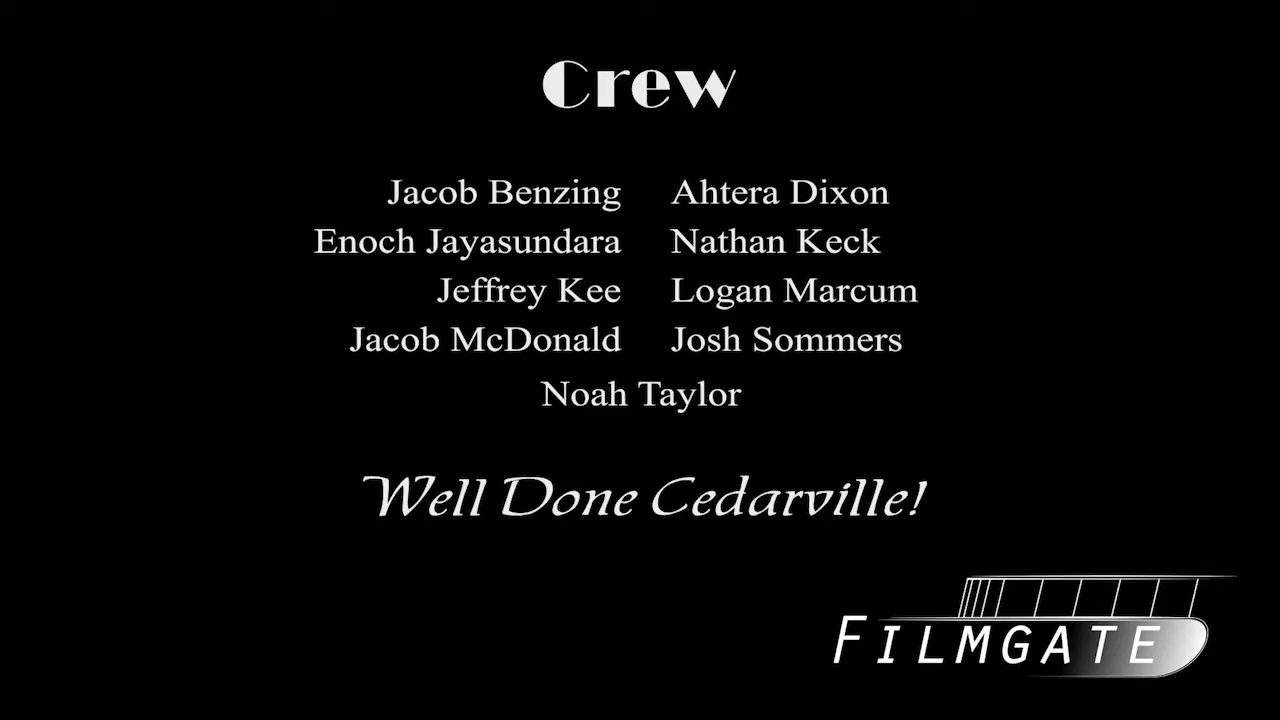 Crew
Jacob Benzing Ahtera Dixon
Enoch Jayasundara Nathan Keck
Jeffrey Kee Logan Marcum
Jacob McDonald Josh Sommers
Noah Taylor
Well Done Cedarville!
FILMGATE